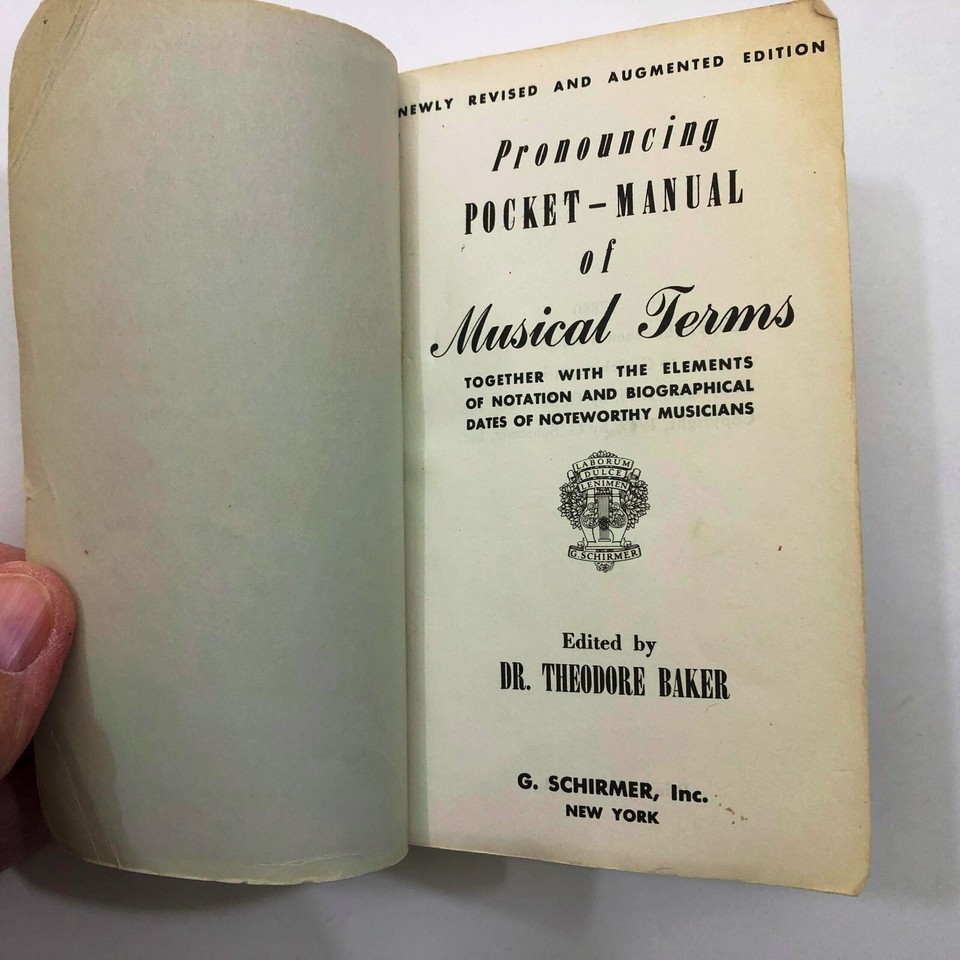 NEWLY REVISED AND AUGMENTED EDITION
Pronouncing
POCKET-MANUAL
of
Musical Terms
TOGETHER WITH THE ELEMENTS
OF NOTATION AND BIOGRAPHICAL
DATES OF NOTEWORTHY MUSICIANS
LABORUM
DULCE
LENIMEN
G. SCHIRMER
Edited by
DR. THEODORE BAKER
G. SCHIRMER, Inc.
NEW YORK